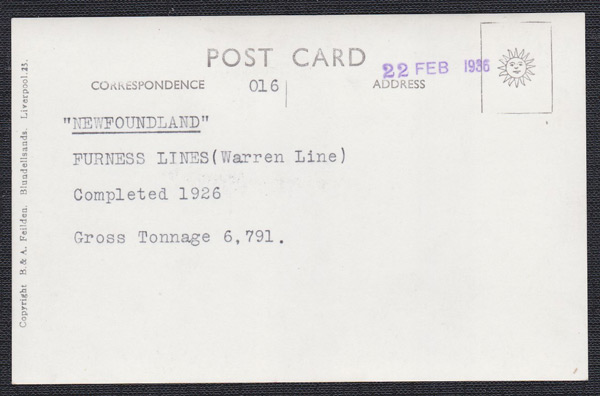 POST CARD
22 FEB 1936
CORRESPONDENCE 016 ADDRESS
"NEWFOUNDLAND"
FURNESS LINES(Warren Line)
Completed 1926
Gross Tonnage 6,791.
Copyright B.& A. Feilden. Blundellsands. Liverpool.23.